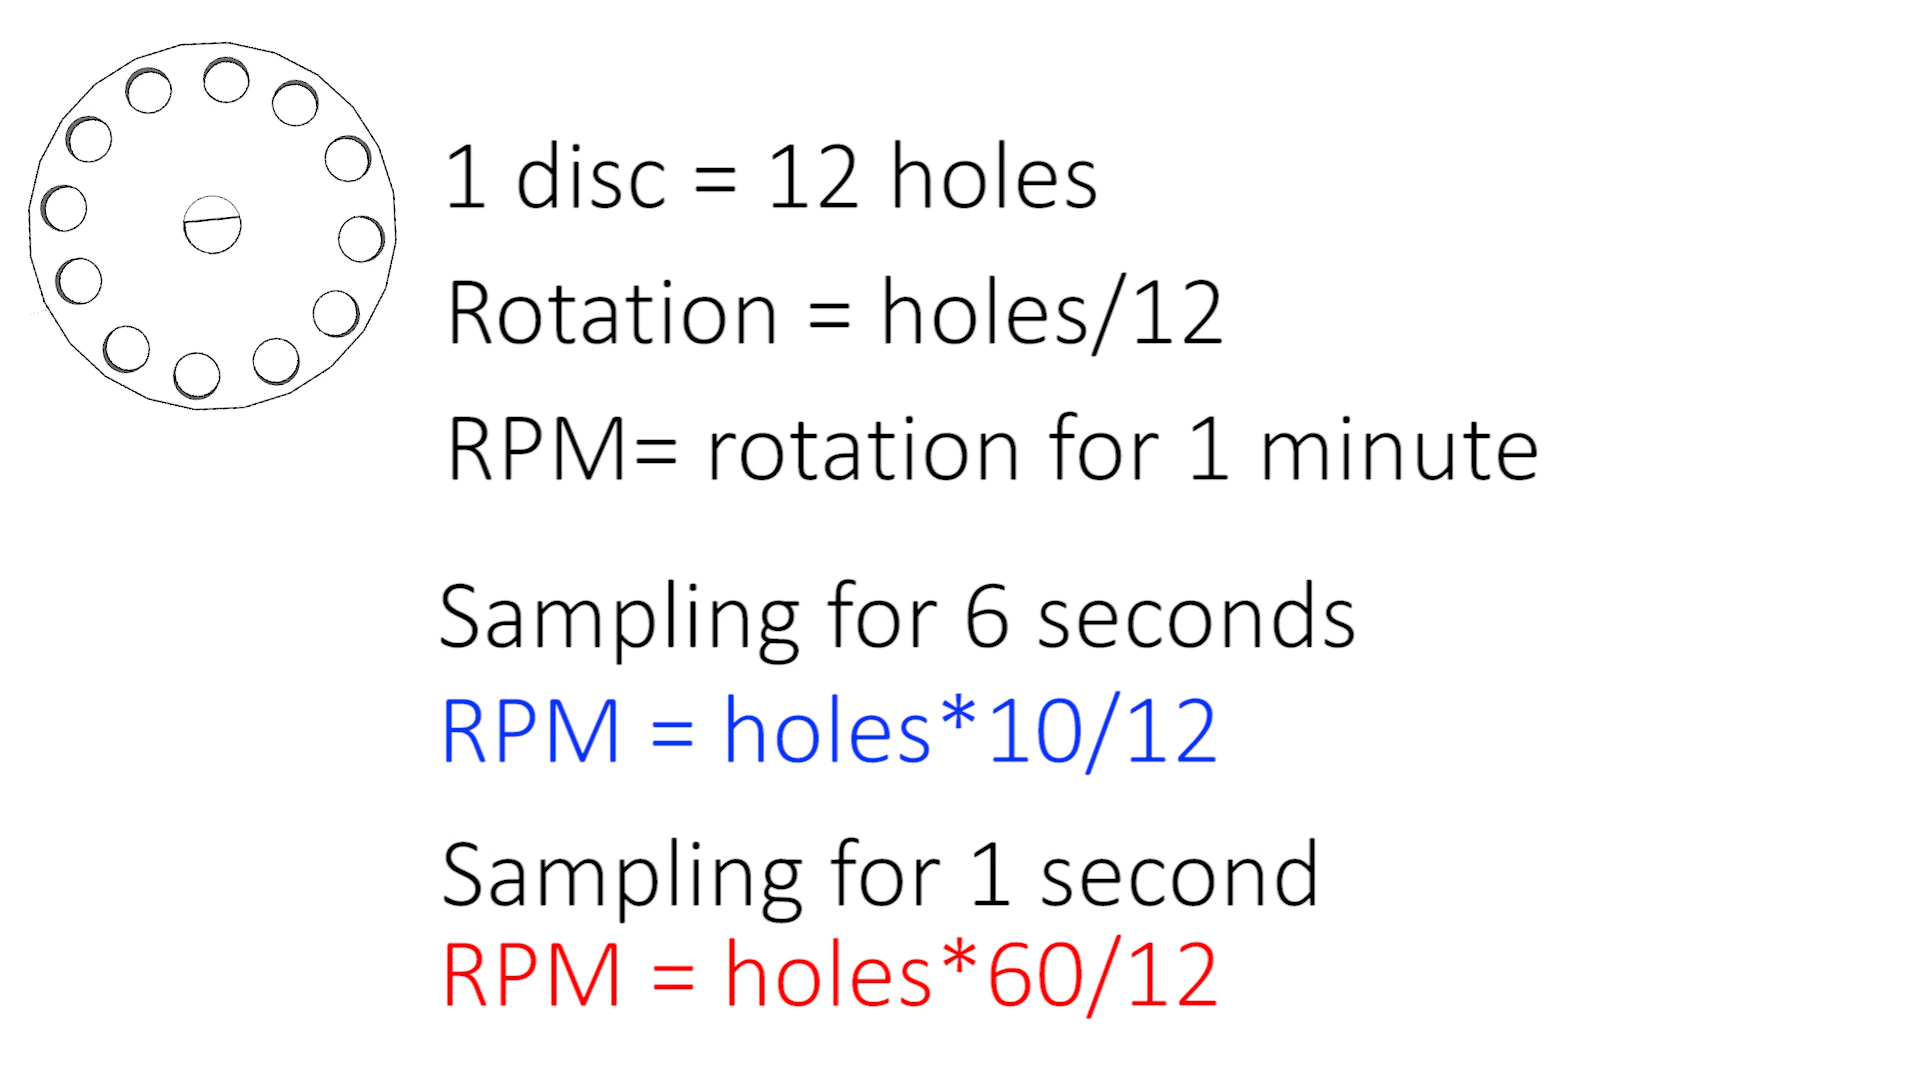 1 disc = 12 holes
Rotation = holes/12
RPM= rotation for 1 minute
Sampling for 6 seconds
RPM = holes*10/12
Sampling for 1 second
RPM = holes*60/12